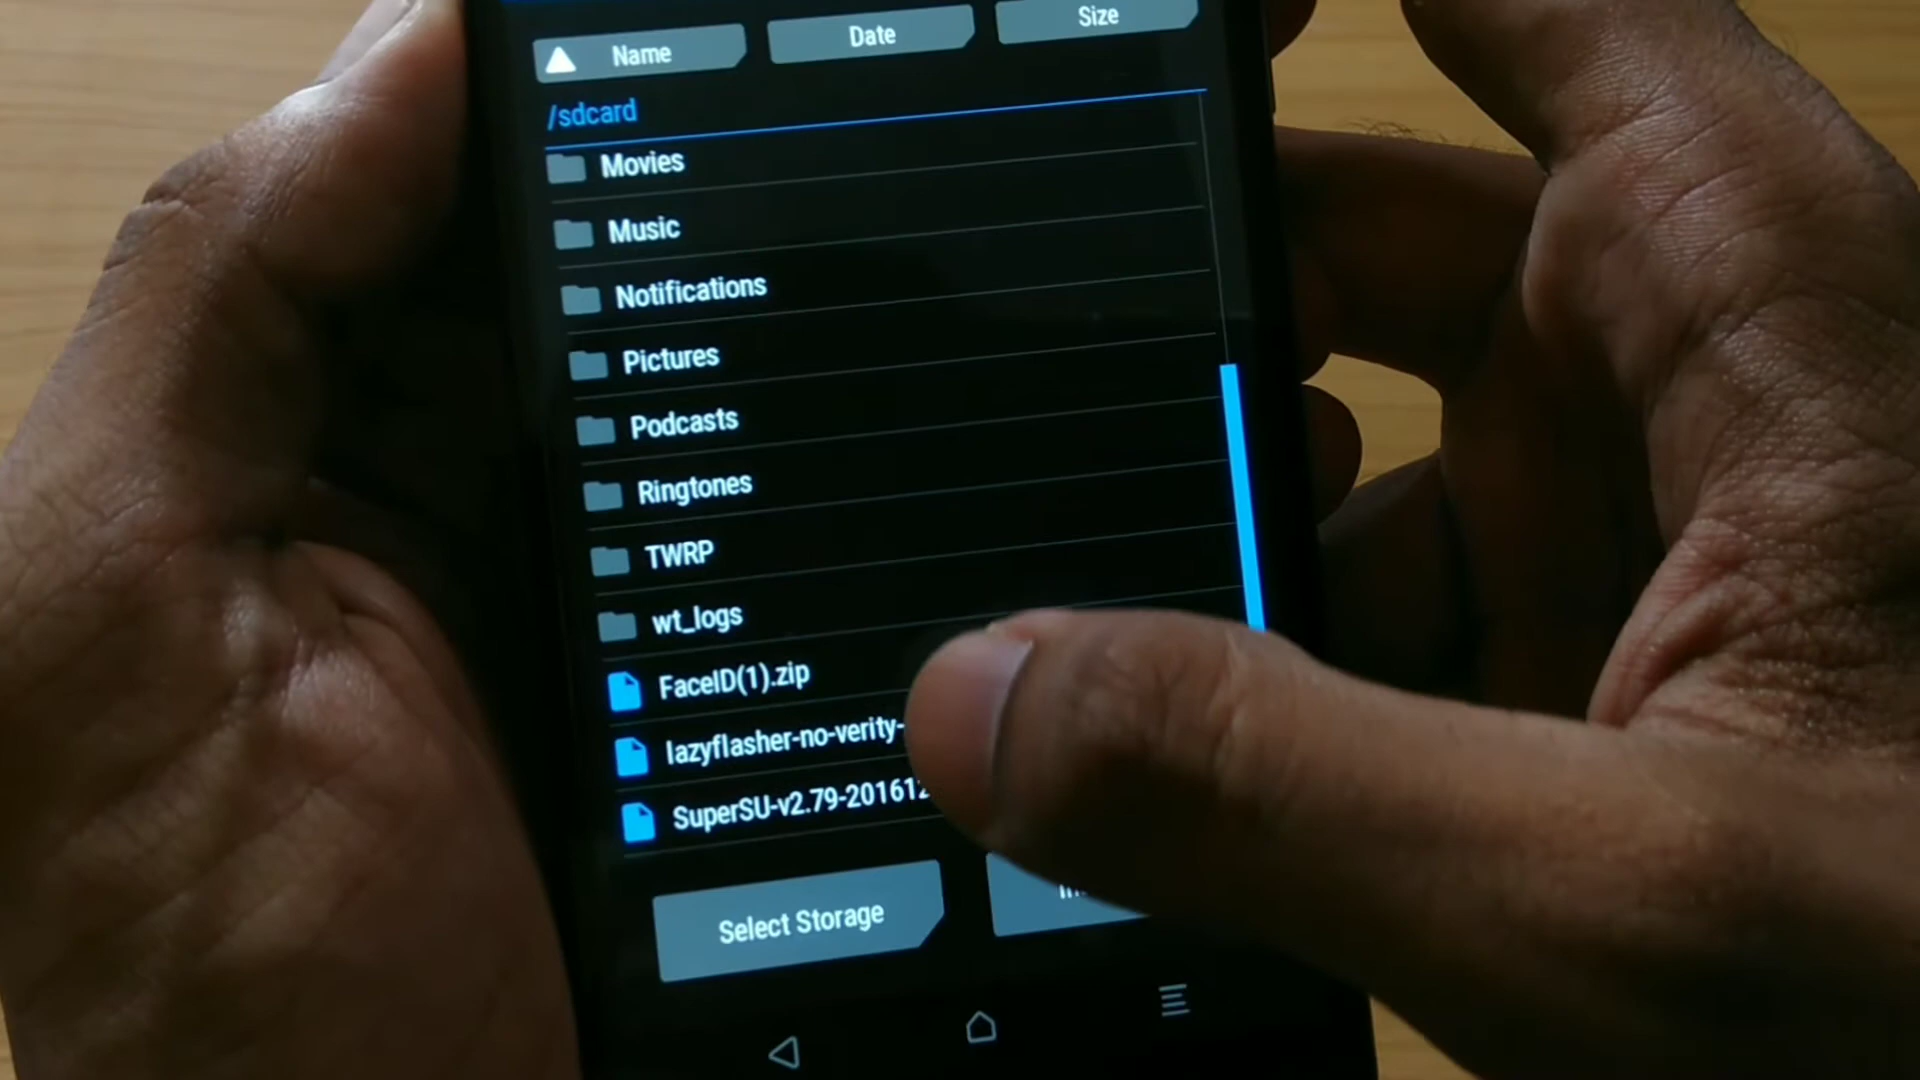 Name Date Size
/sdcard
Movies
Music
Notifications
Pictures
Podcasts
Ringtones
TWRP
wt_logs
FaceID(1).zip
lazyflasher-no-verity-
SuperSU-v2.79-201612
Select Storage